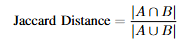 Jaccard Distance = |A ∩ B| / |A ∪ B|